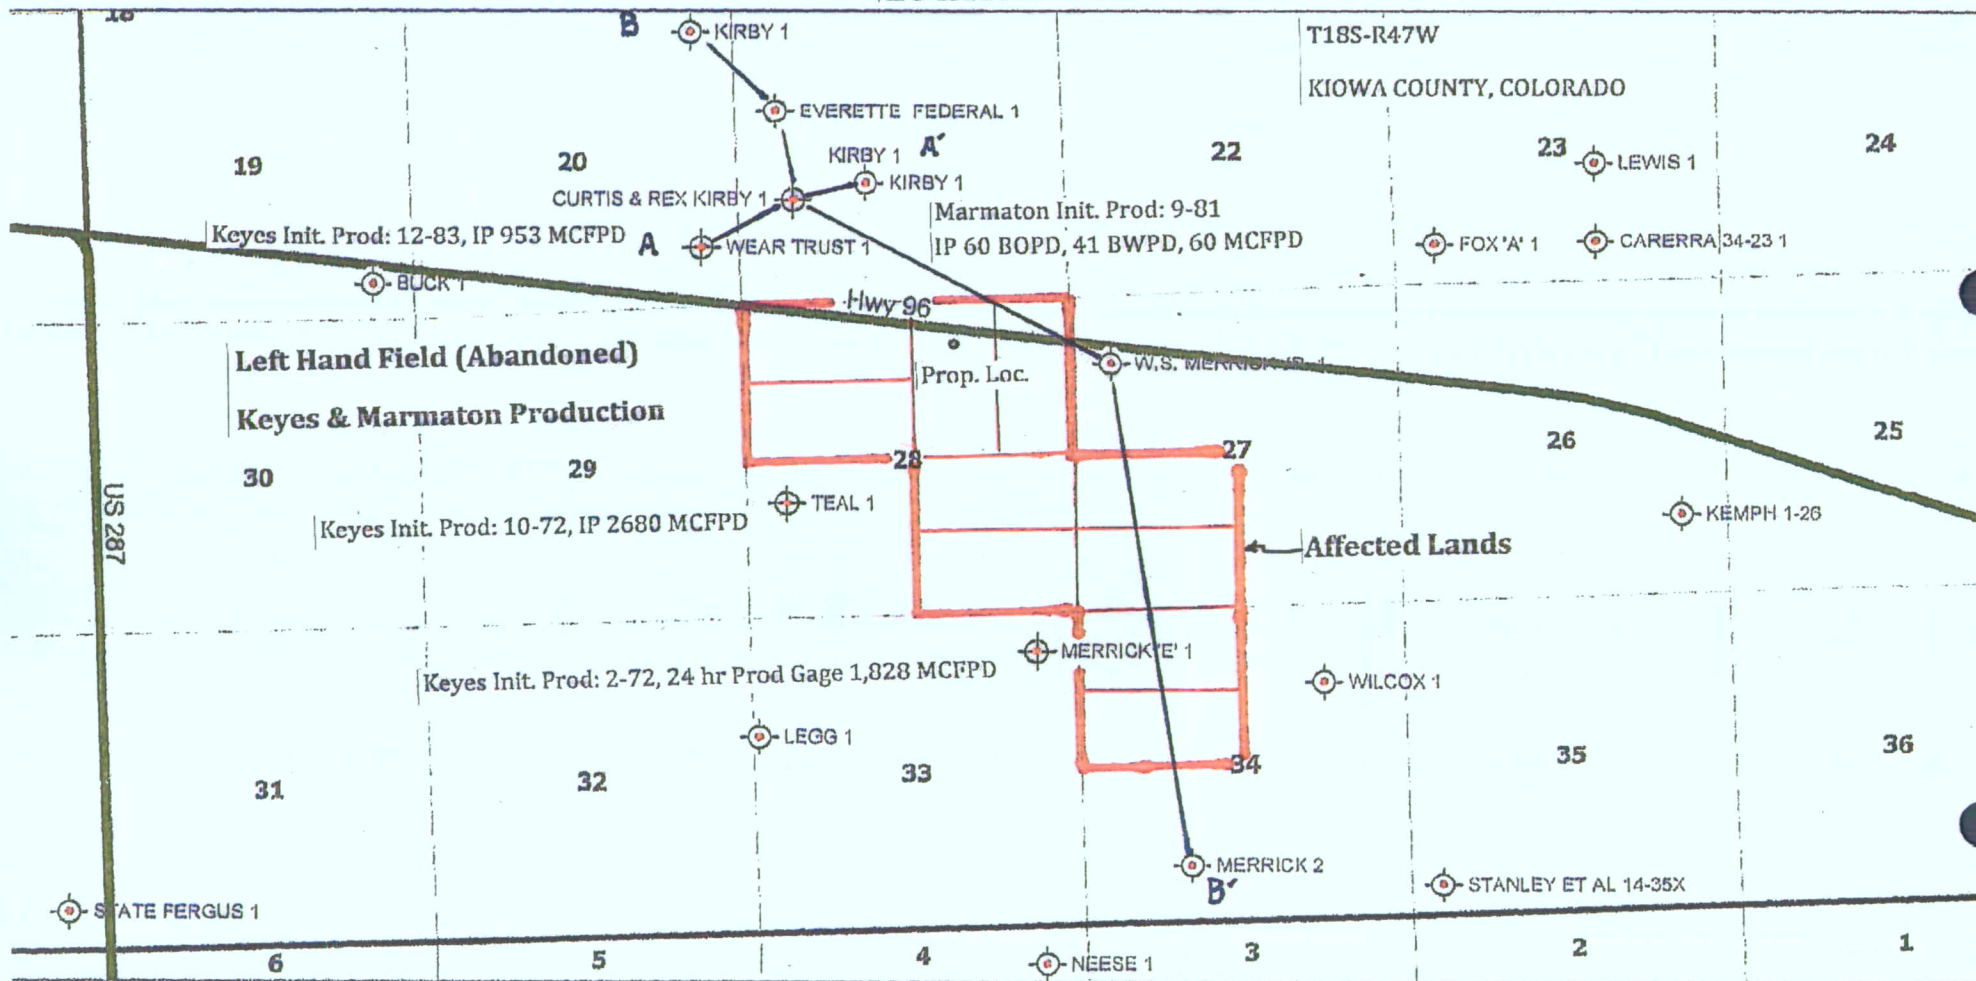 18
B
KIRBY 1
T18S-R47W
KIOWA COUNTY, COLORADO
EVERETTE FEDERAL 1
19
20
KIRBY 1
A'
22
23
LEWIS 1
24
KIRBY 1
CURTIS & REX KIRBY 1
Keyes Init. Prod: 12-83, IP 953 MCFPD
A
WEAR TRUST 1
Marmaton Init. Prod: 9-81
IP 60 BOPD, 41 BWPD, 60 MCFPD
FOX 'A' 1
CARERRA 34-23 1
BUCK 1
Hwy 96
Left Hand Field (Abandoned)
Keyes & Marmaton Production
Prop. Loc.
W.S. MERRICK
30
29
28
27
26
25
US 287
TEAL 1
Keyes Init. Prod: 10-72, IP 2680 MCFPD
KEMPH 1-26
Affected Lands
MERRICK 'E' 1
Keyes Init. Prod: 2-72, 24 hr Prod Gage 1,828 MCFPD
WILCOX 1
LEGG 1
31
32
33
34
35
36
MERRICK 2
B'
STANLEY ET AL 14-35X
STATE FERGUS 1
6
5
4
NEESE 1
3
2
1